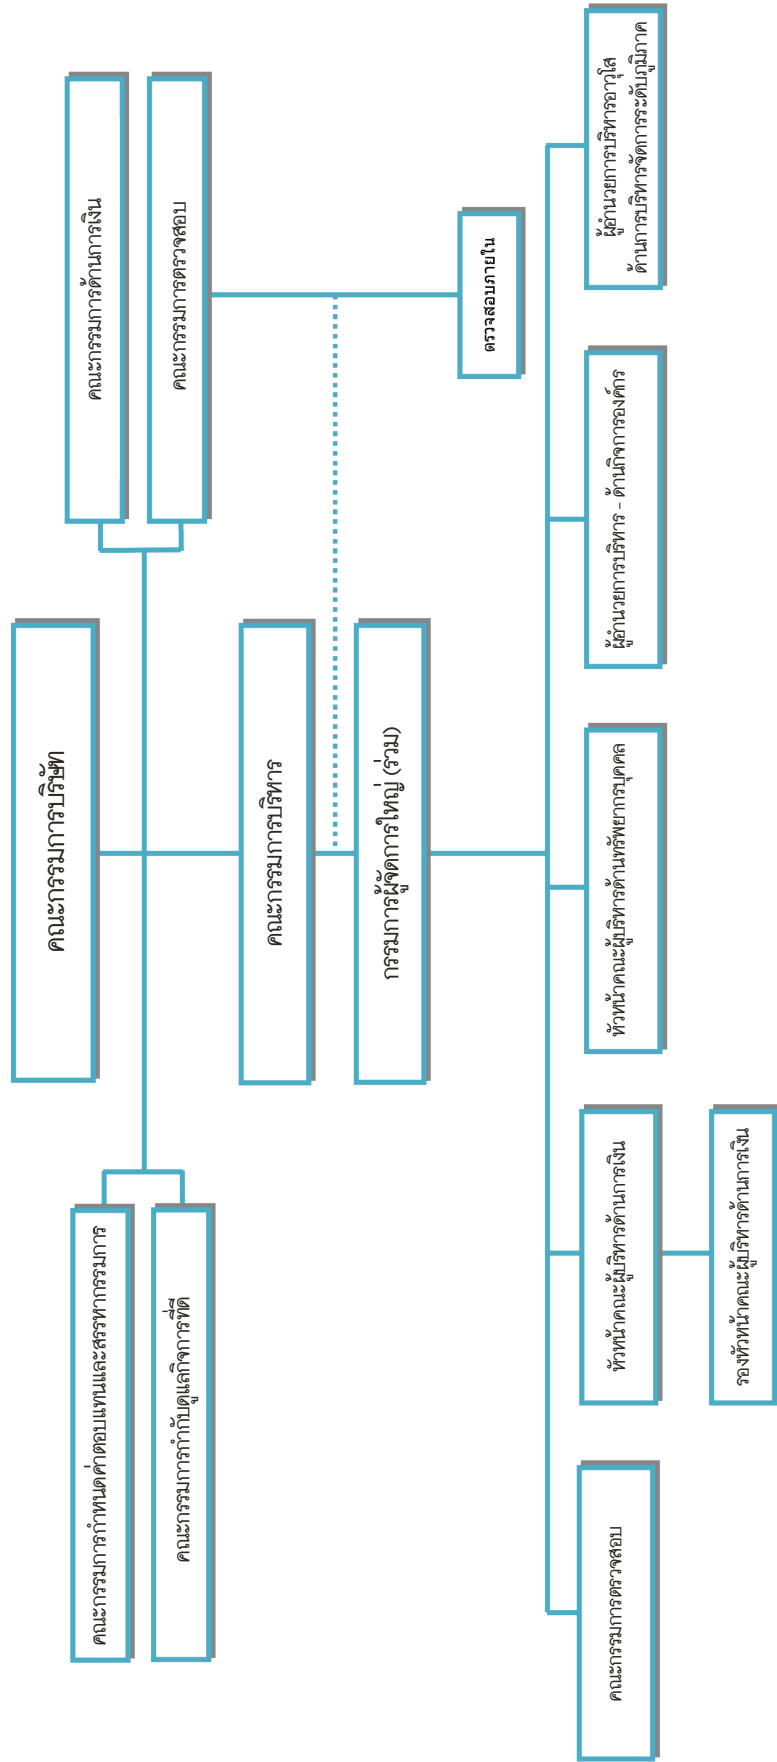 คณะกรรมการบริษัท
คณะกรรมการกำหนดค่าตอบแทนและสรรหากรรมการ
คณะกรรมการด้านการเงิน
คณะกรรมการกำกับดูแลกิจการที่ดี
คณะกรรมการตรวจสอบ
คณะกรรมการบริหาร
กรรมการผู้จัดการใหญ่ (ร่วม)
ตรวจสอบภายใน
คณะกรรมการตรวจสอบ
หัวหน้าคณะผู้บริหารด้านการเงิน
หัวหน้าคณะผู้บริหารด้านทรัพยากรบุคคล
ผู้อำนวยการบริหาร - ด้านกิจการองค์กร
ผู้อำนวยการบริหารอาวุโส
ด้านการบริหารจัดการระดับภูมิภาค
รองหัวหน้าคณะผู้บริหารด้านการเงิน